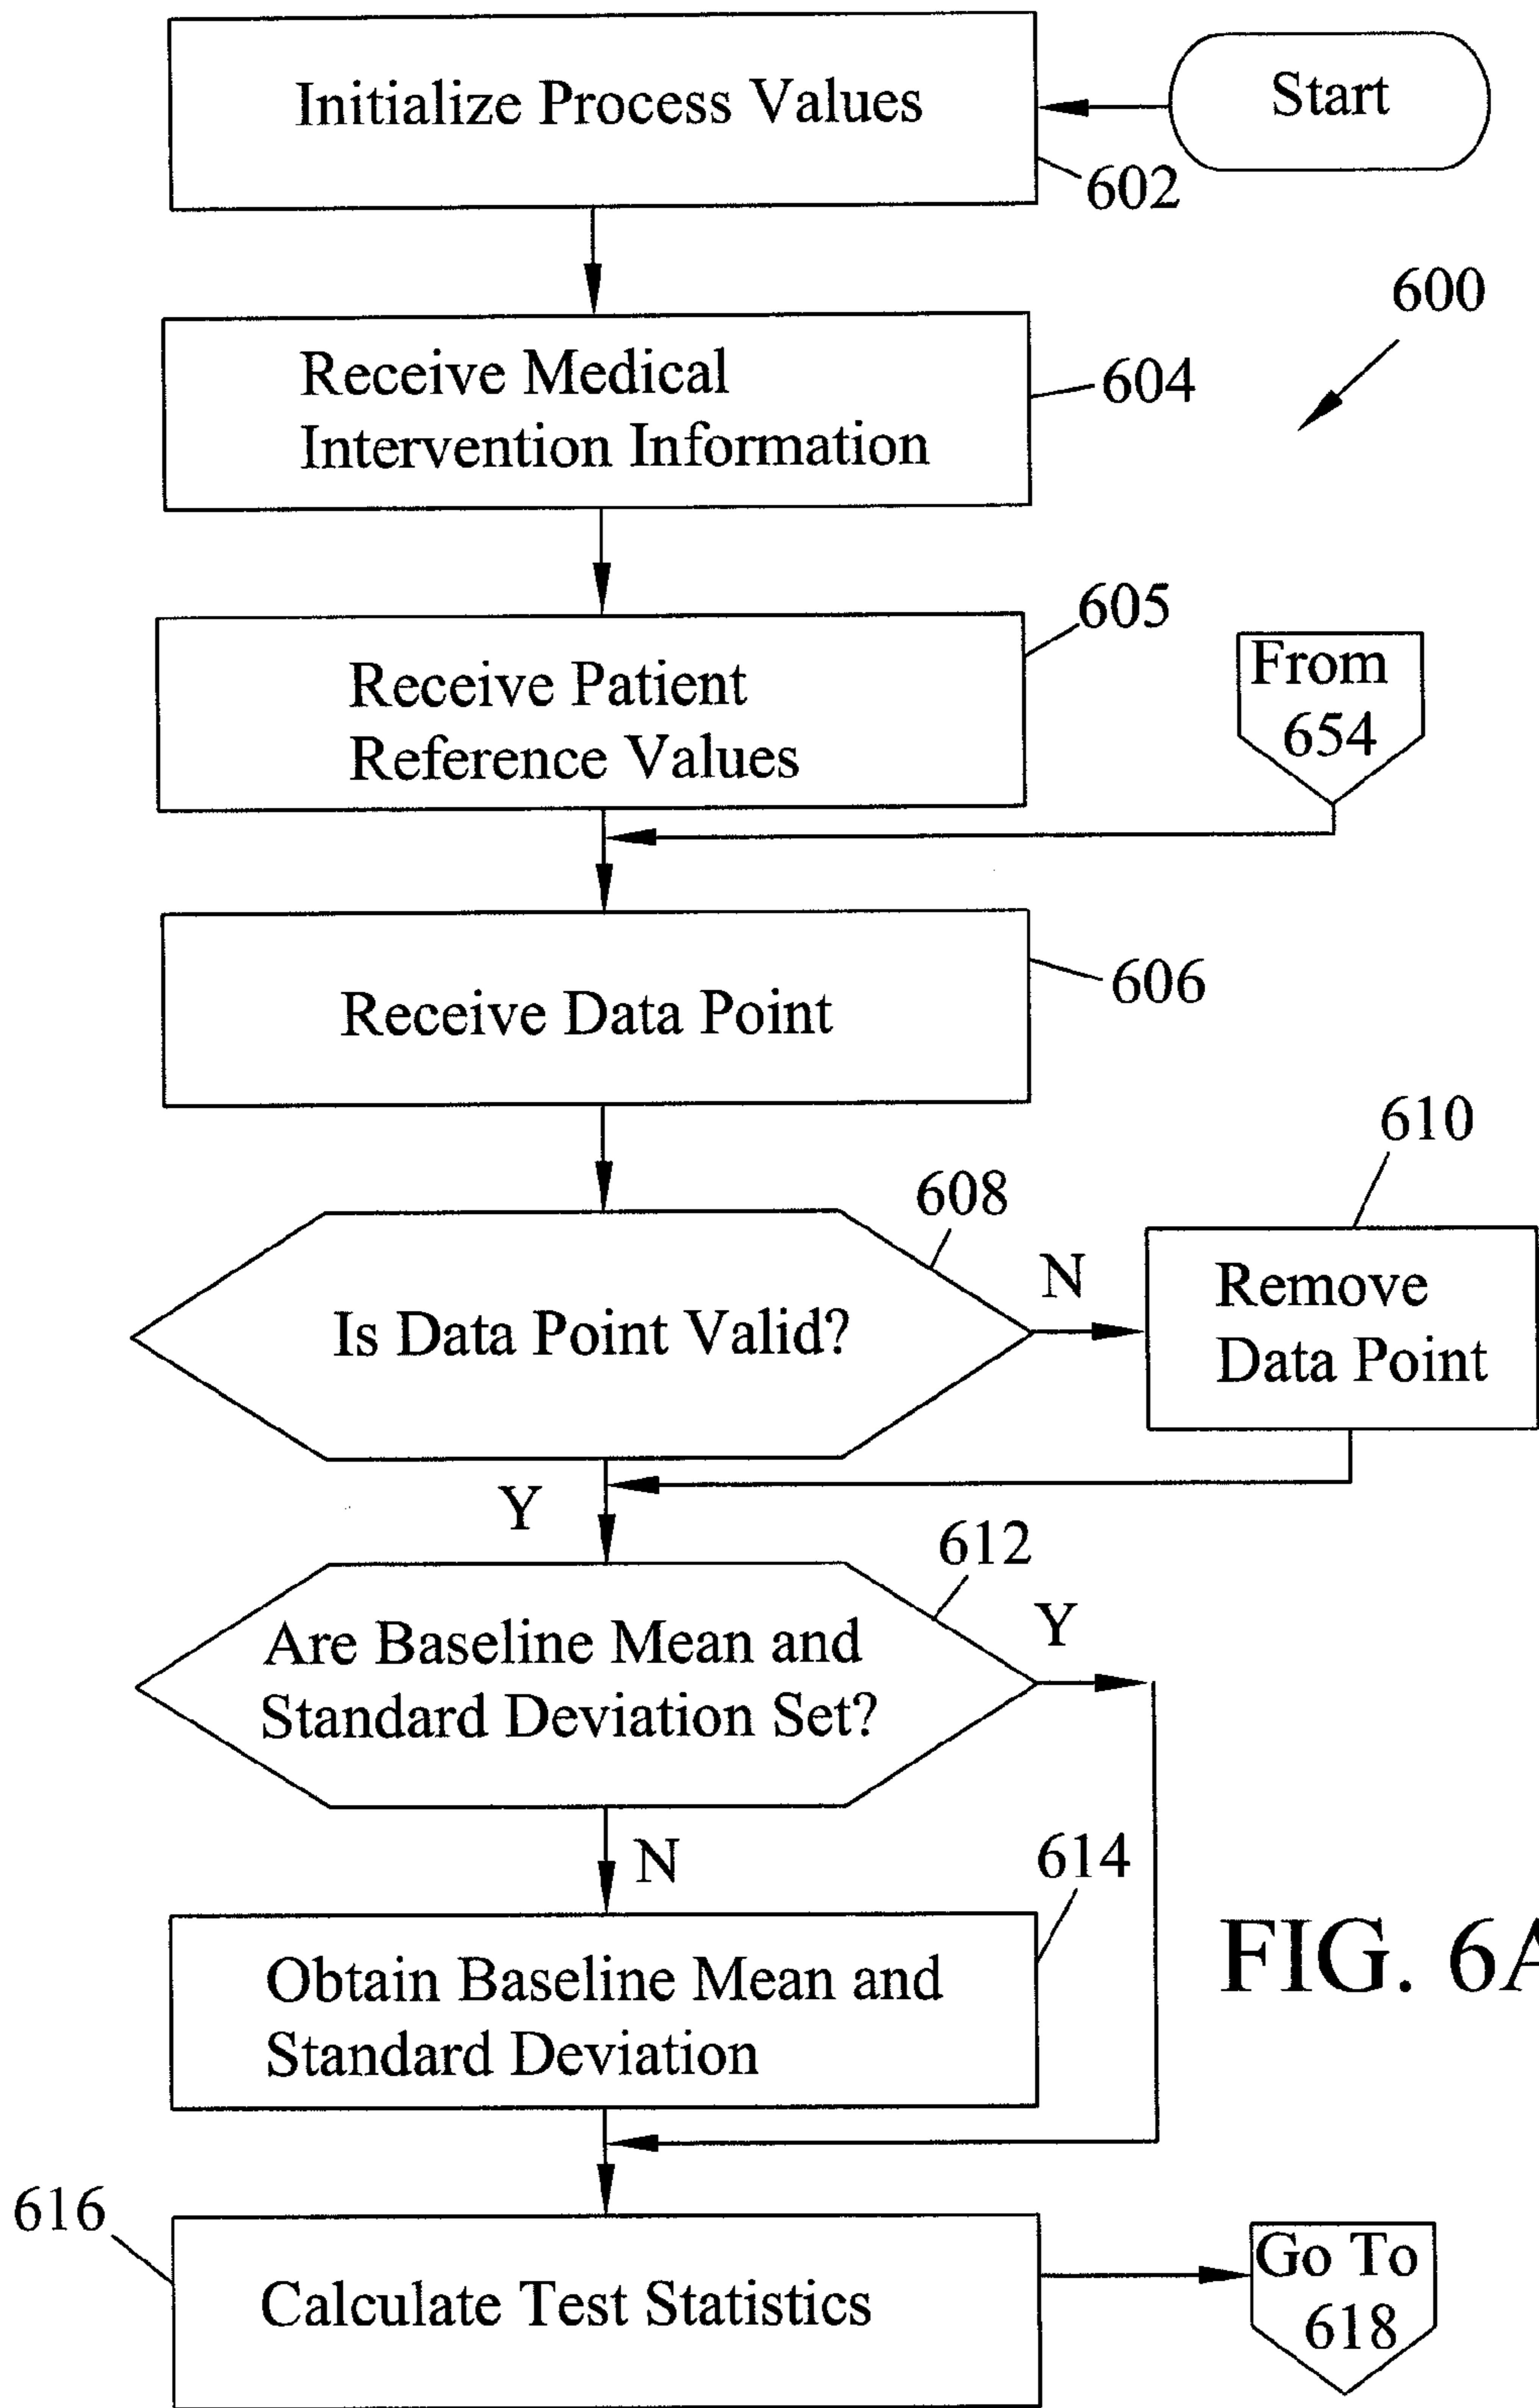 Initialize Process Values
Start
602
600
Receive Medical
Intervention Information
604
605
Receive Patient
Reference Values
From
654
Receive Data Point
606
610
608
Is Data Point Valid?
N
Remove
Data Point
Y
612
Are Baseline Mean and
Standard Deviation Set?
Y
N
614
Obtain Baseline Mean and
Standard Deviation
FIG. 6A
616
Calculate Test Statistics
Go To
618